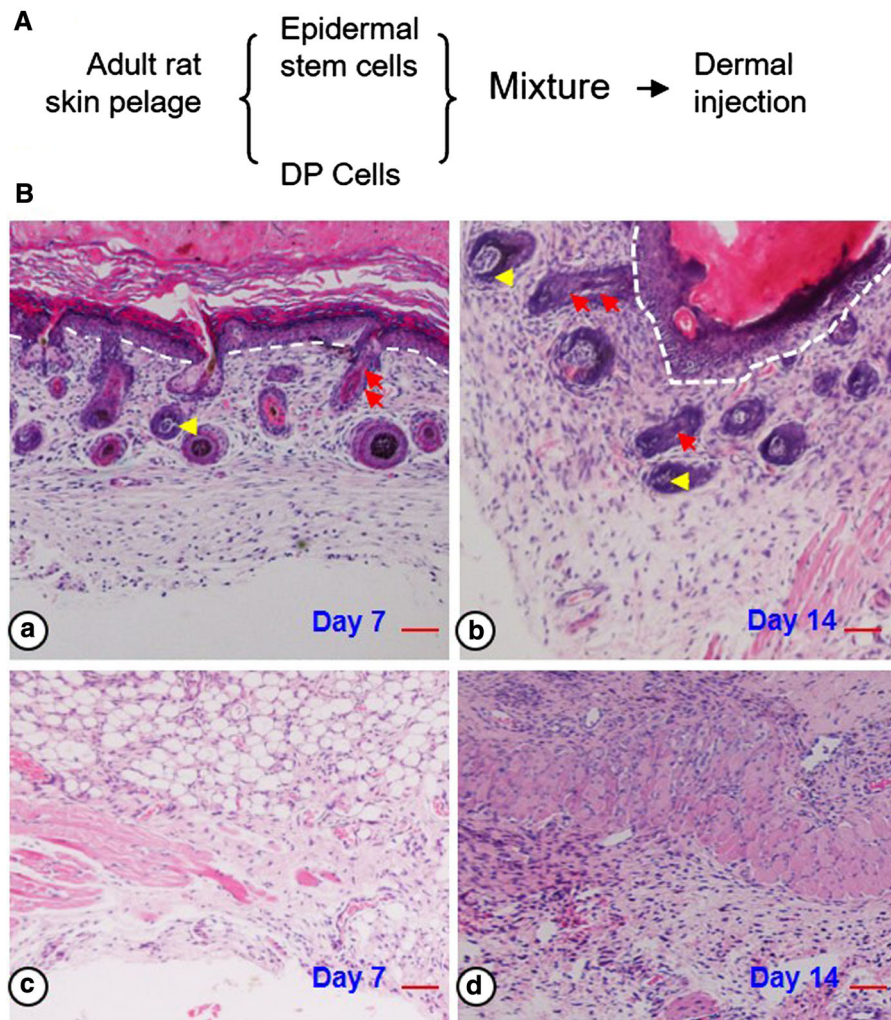 A
Adult rat
skin pelage
Epidermal
stem cells
DP Cells
Mixture
Dermal
injection
B
a
Day 7
b
Day 14
c
Day 7
d
Day 14